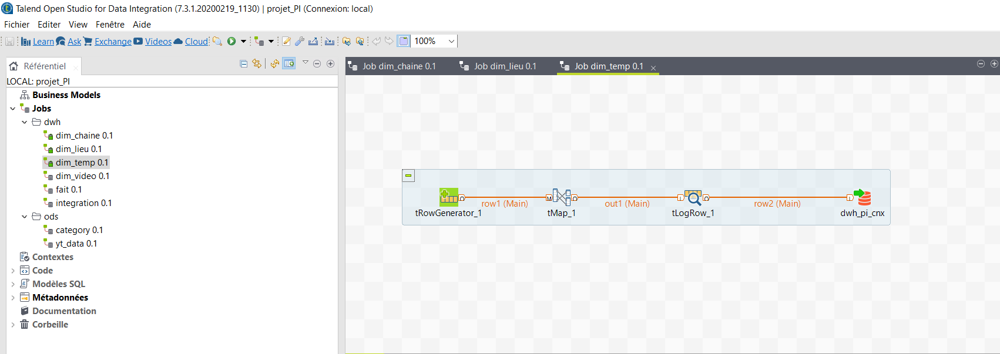 Talend Open Studio for Data Integration (7.3.1.20200219_1130) | projet_PI (Connexion: local)
Fichier Editer View Fenêtre Aide
Learn Ask Exchange Videos Cloud 100%
Référentiel
LOCAL: projet_PI
Business Models
Jobs
dwh
dim_chaine 0.1
dim_lieu 0.1
dim_temp 0.1
dim_video 0.1
fait 0.1
integration 0.1
ods
category 0.1
yt_data 0.1
Contextes
Code
Modèles SQL
Métadonnées
Documentation
Corbeille
Job dim_chaine 0.1 Job dim_lieu 0.1 Job dim_temp 0.1
row1 (Main) out1 (Main) row2 (Main)
tRowGenerator_1 tMap_1 tLogRow_1 dwh_pi_cnx